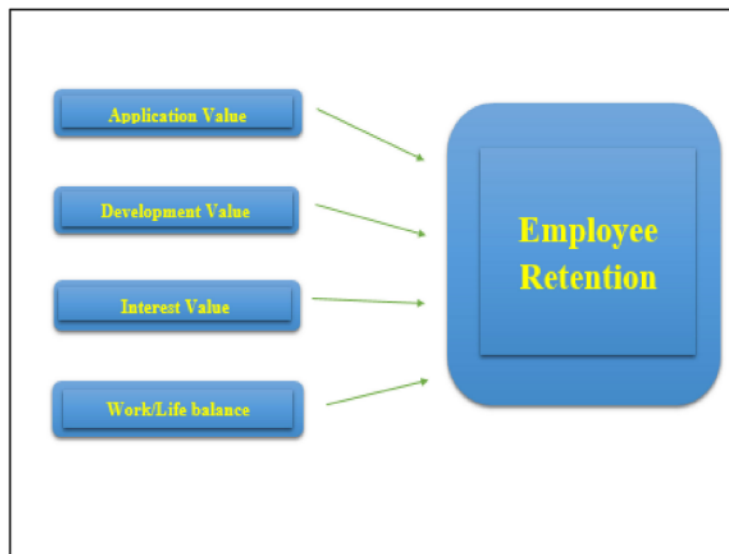 Application Value
Development Value
Interest Value
Work/Life balance
Employee
Retention